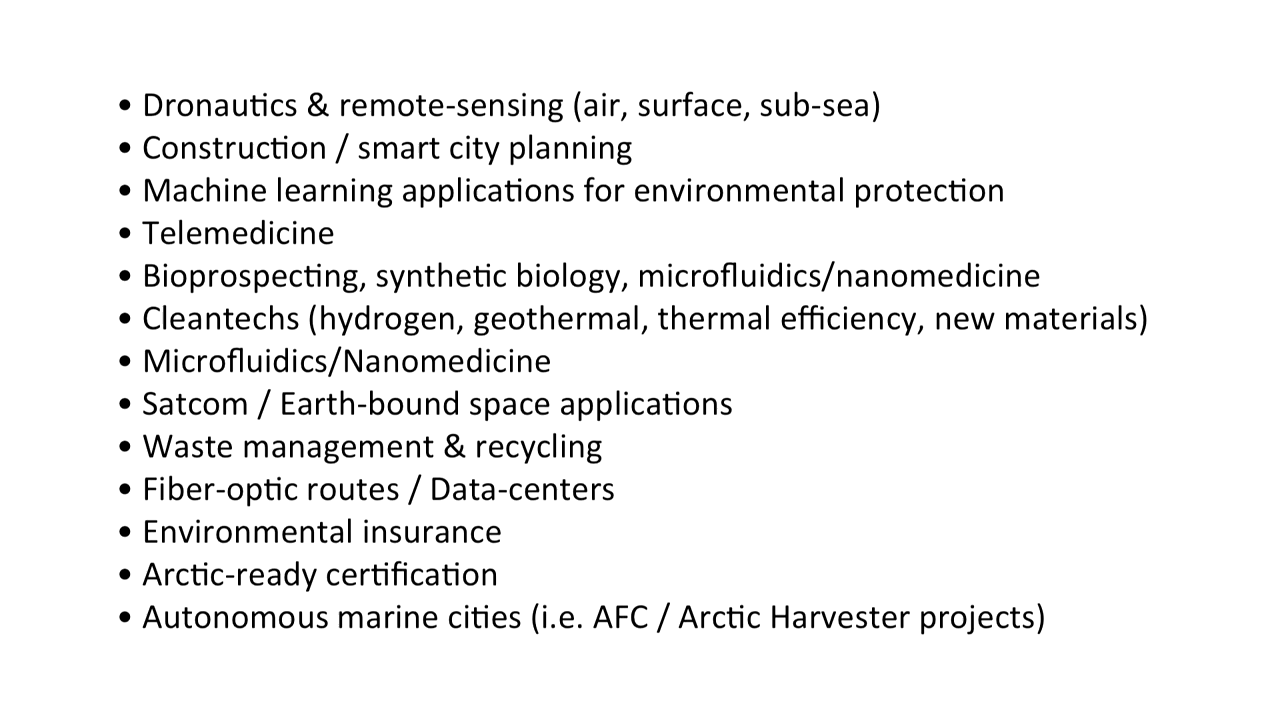 • Dronautics & remote-sensing (air, surface, sub-sea)
• Construction / smart city planning
• Machine learning applications for environmental protection
• Telemedicine
• Bioprospecting, synthetic biology, microfluidics/nanomedicine
• Cleantechs (hydrogen, geothermal, thermal efficiency, new materials)
• Microfluidics/Nanomedicine
• Satcom / Earth-bound space applications
• Waste management & recycling
• Fiber-optic routes / Data-centers
• Environmental insurance
• Arctic-ready certification
• Autonomous marine cities (i.e. AFC / Arctic Harvester projects)